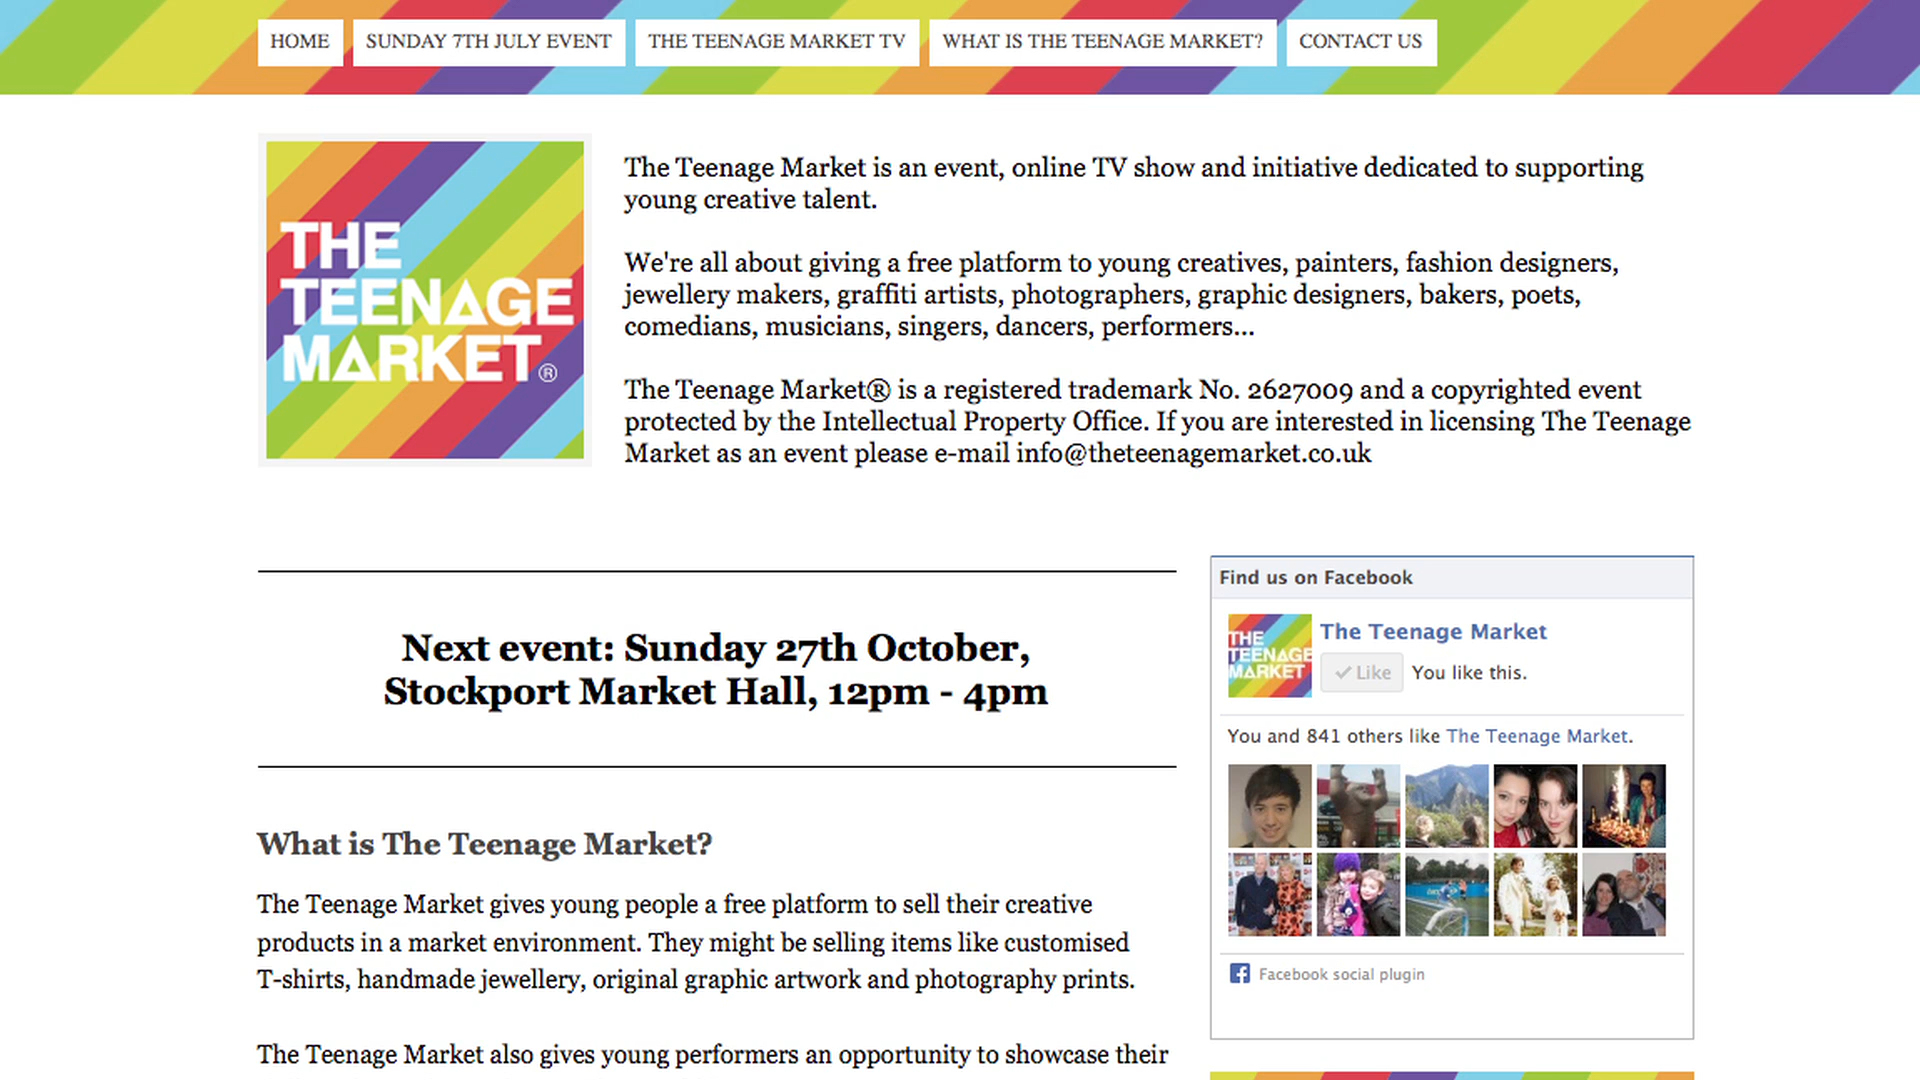 HOME
SUNDAY 7TH JULY EVENT
THE TEENAGE MARKET TV
WHAT IS THE TEENAGE MARKET?
CONTACT US
THE
TEENAGE
MARKET®
The Teenage Market is an event, online TV show and initiative dedicated to supporting
young creative talent.
We're all about giving a free platform to young creatives, painters, fashion designers,
jewellery makers, graffiti artists, photographers, graphic designers, bakers, poets,
comedians, musicians, singers, dancers, performers...
The Teenage Market® is a registered trademark No. 2627009 and a copyrighted event
protected by the Intellectual Property Office. If you are interested in licensing The Teenage
Market as an event please e-mail info@theteenagemarket.co.uk
Next event: Sunday 27th October,
Stockport Market Hall, 12pm - 4pm
What is The Teenage Market?
The Teenage Market gives young people a free platform to sell their creative
products in a market environment. They might be selling items like customised
T-shirts, handmade jewellery, original graphic artwork and photography prints.
The Teenage Market also gives young performers an opportunity to showcase their
Find us on Facebook
THE
TEENAGE
MARKET
The Teenage Market
Like
You like this.
You and 841 others like The Teenage Market.
Facebook social plugin